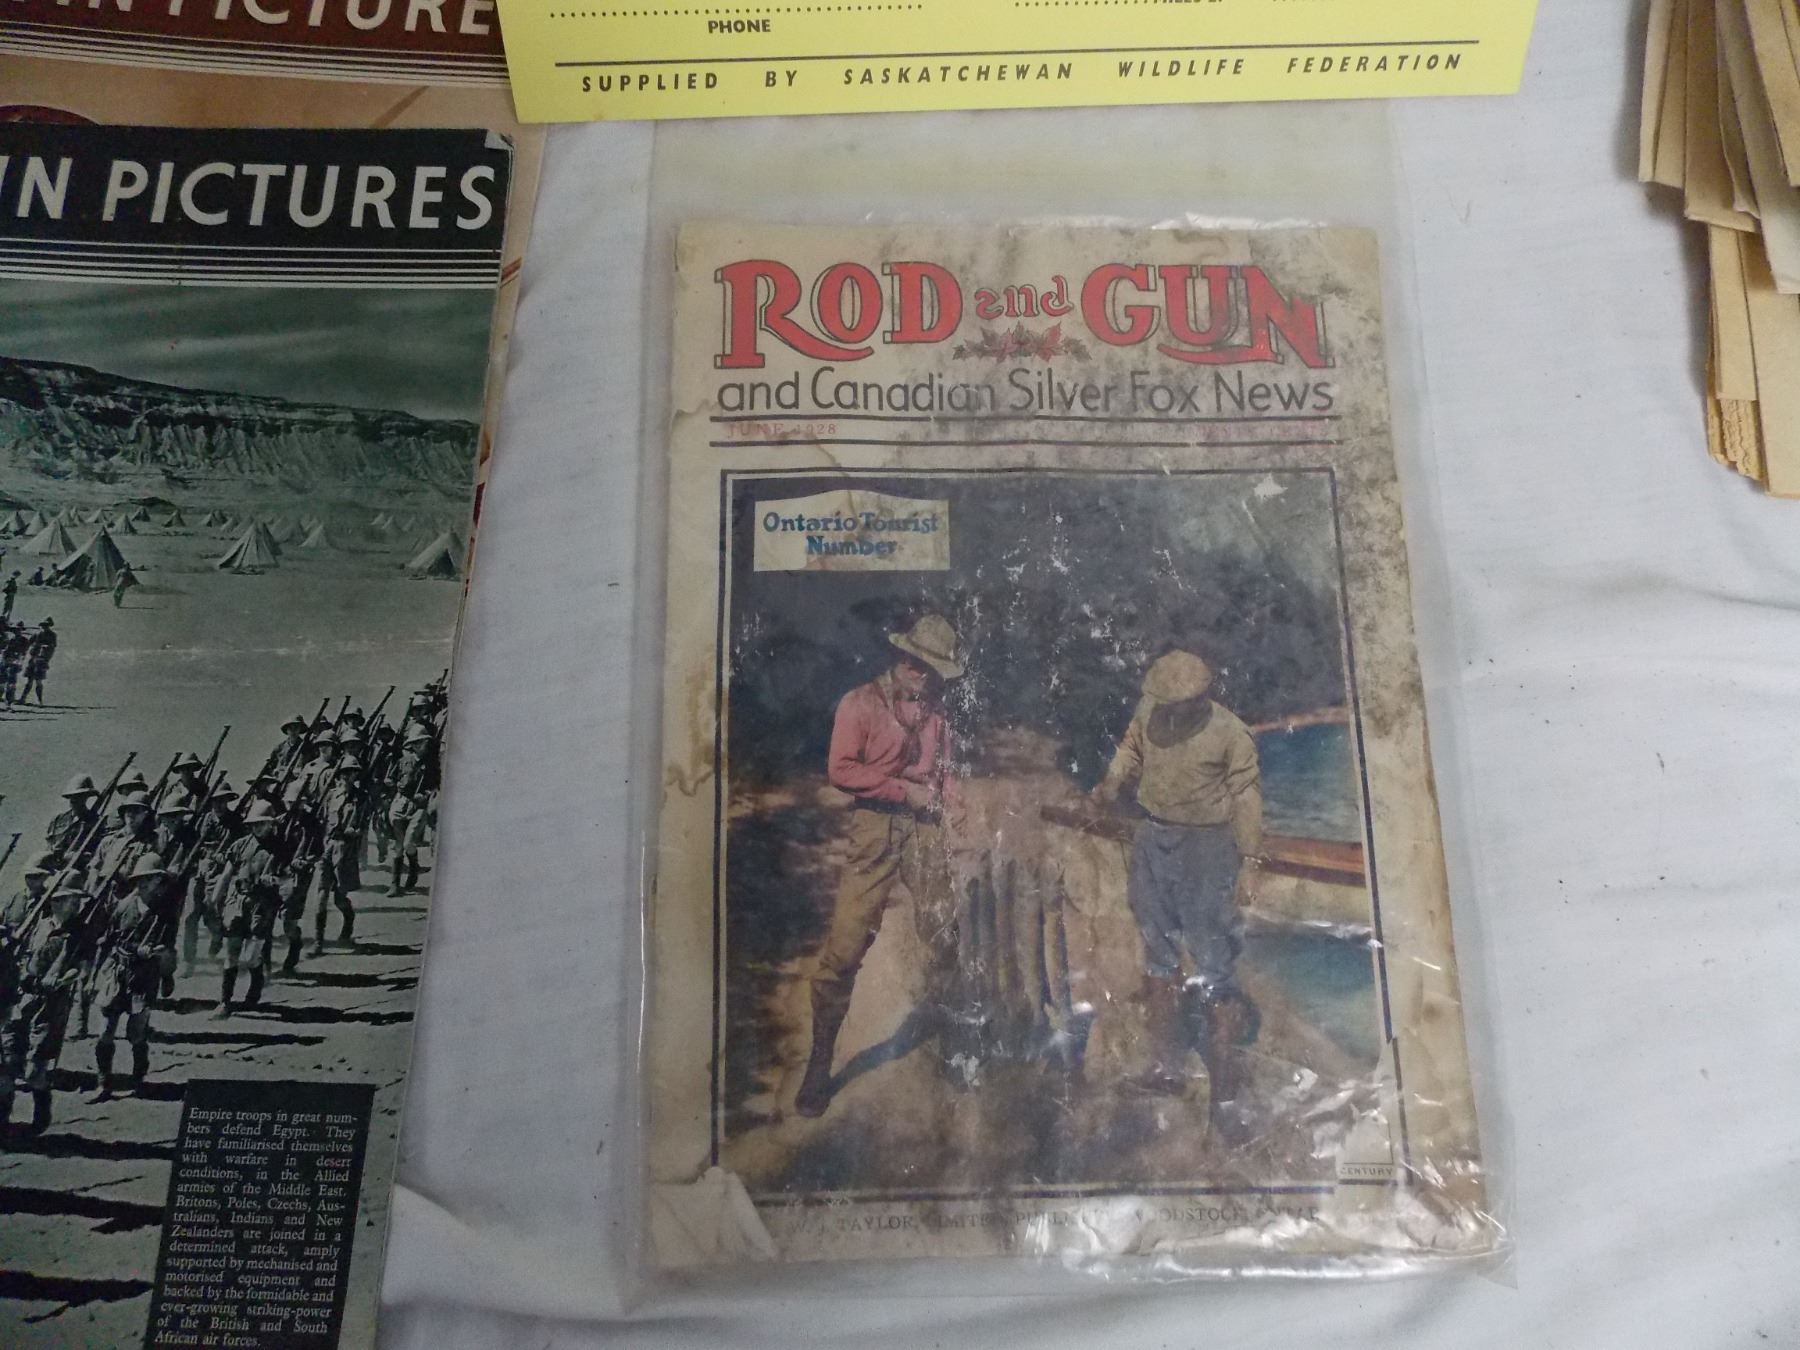 IN PICTURE
PHONE
SUPPLIED BY SASKATCHEWAN WILDLIFE FEDERATION
IN PICTURES
Empire troops in great num-
bers defend Egypt. They
have familiarised themselves
with warfare in desert
conditions, in the Allied
armies of the Middle East.
Britons, Poles, Czechs, Aus-
tralians, Indians and New
Zealanders are joined in a
determined attack, amply
supported by mechanised and
motorised equipment and
backed by the formidable and
ever-growing striking-power
of the British and South
African air forces.
ROD and GUN
and Canadian Silver Fox News
JUNE 1928
Ontario Tourist
Number
CENTURY
W. J. TAYLOR, LIMITED, WOODSTOCK